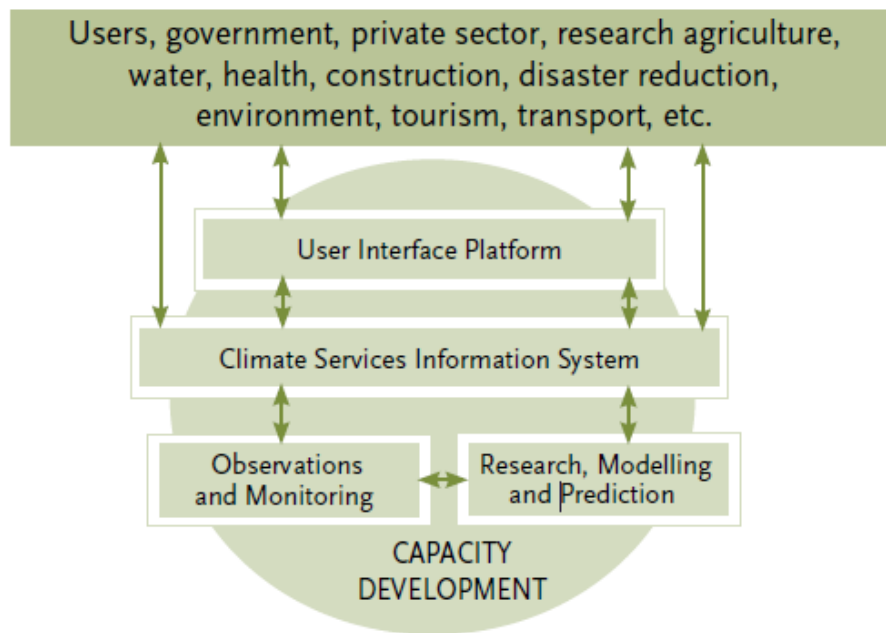 Users, government, private sector, research agriculture,
water, health, construction, disaster reduction,
environment, tourism, transport, etc.
User Interface Platform
Climate Services Information System
Observations
and Monitoring
Research, Modelling
and Prediction
CAPACITY
DEVELOPMENT